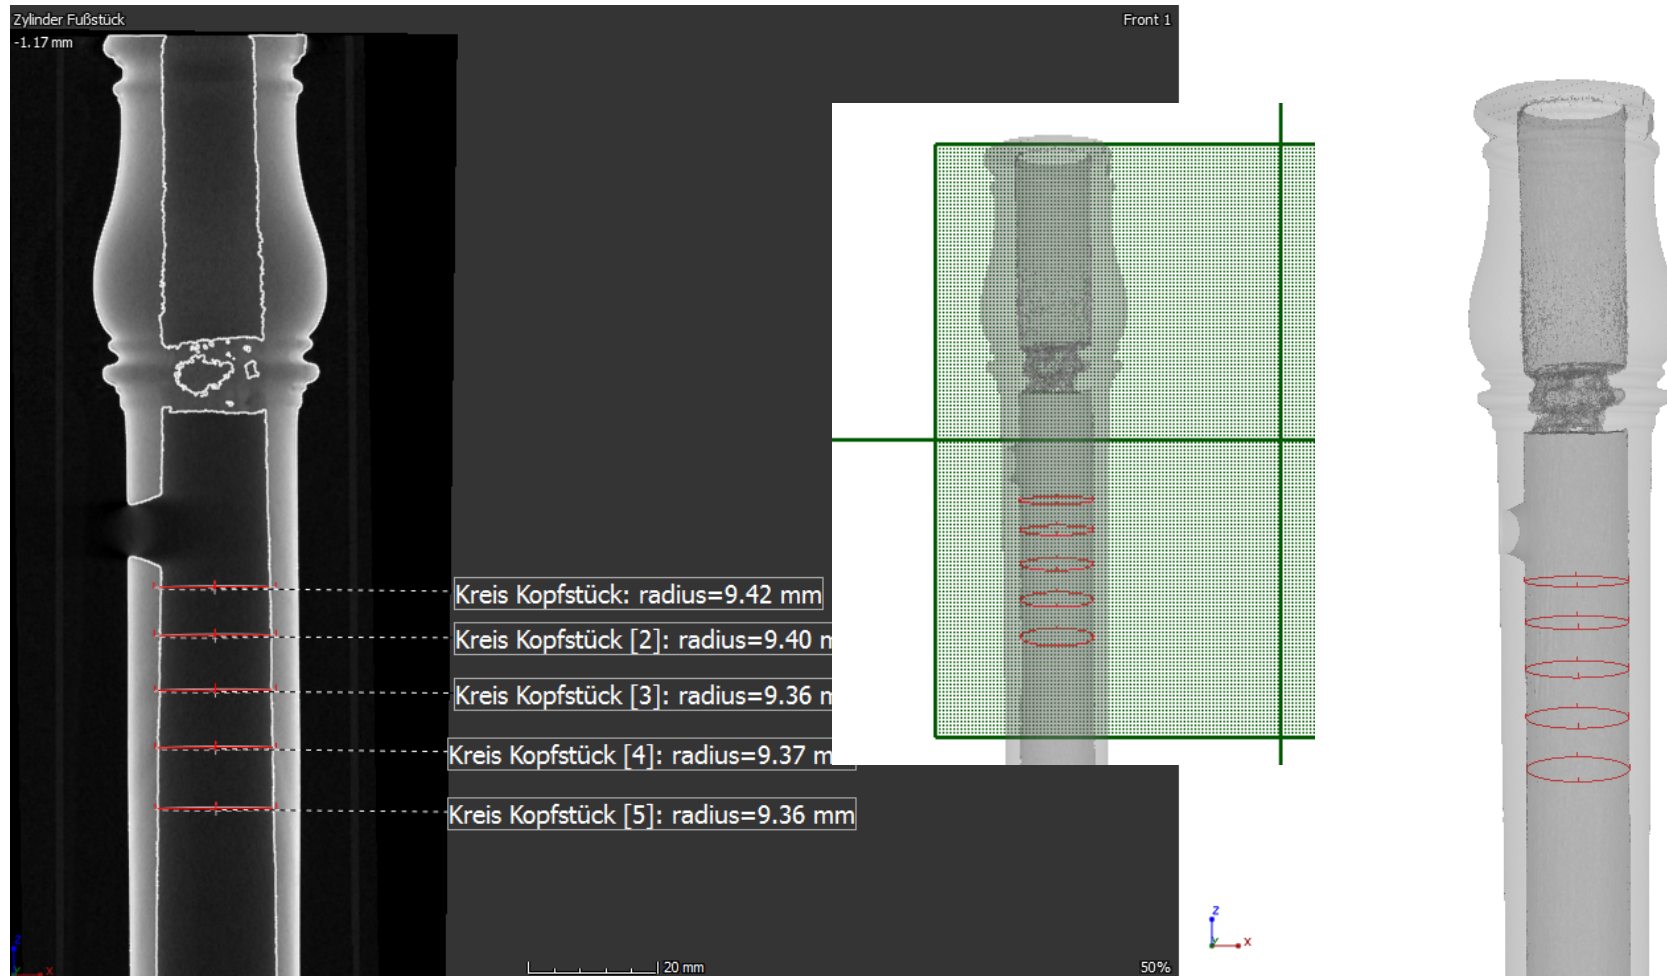 Zylinder Fußstück
Front 1
-1.17 mm
Kreis Kopfstück: radius=9.42 mm
Kreis Kopfstück [2]: radius=9.40
Kreis Kopfstück [3]: radius=9.36
Kreis Kopfstück [4]: radius=9.37
Kreis Kopfstück [5]: radius=9.36 mm
z
x
z
Y
x
20 mm
50%